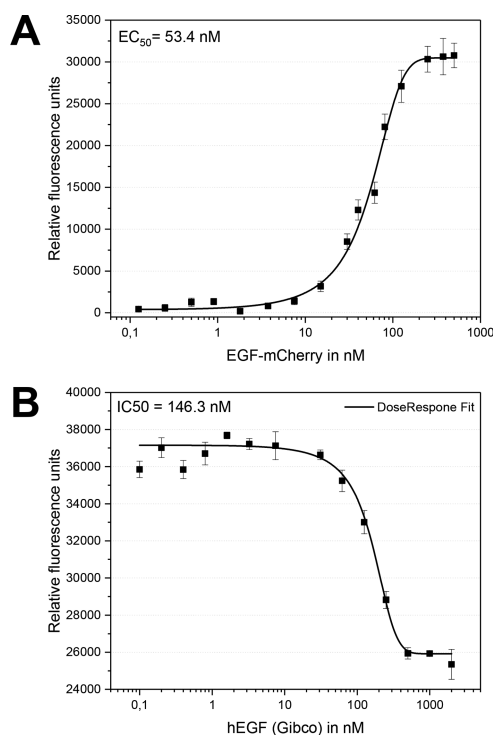 A
EC50= 53.4 nM
35000
30000
25000
20000
15000
10000
5000
0
Relative fluorescence units
0,1 1 10 100 1000
EGF-mCherry in nM
B
IC50 = 146.3 nM
DoseRespone Fit
40000
38000
36000
34000
32000
30000
28000
26000
24000
Relative fluorescence units
0,1 1 10 100 1000
hEGF (Gibco) in nM